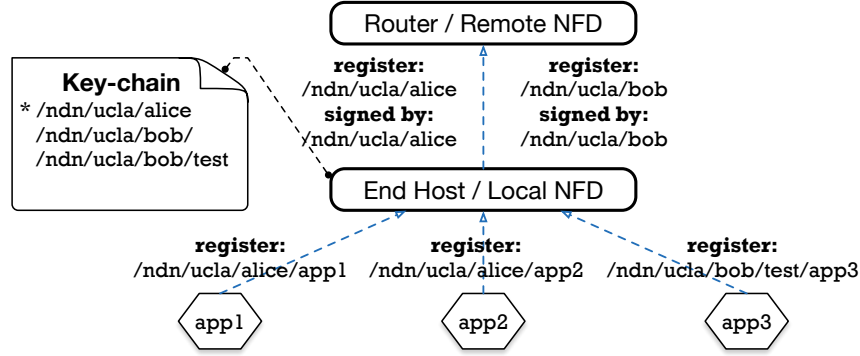 Router / Remote NFD
Key-chain
* /ndn/ucla/alice
/ndn/ucla/bob/
/ndn/ucla/bob/test
register:
/ndn/ucla/alice
signed by:
/ndn/ucla/alice
register:
/ndn/ucla/bob
signed by:
/ndn/ucla/bob
End Host / Local NFD
register:
/ndn/ucla/alice/app1
register:
/ndn/ucla/alice/app2
register:
/ndn/ucla/bob/test/app3
app1
app2
app3